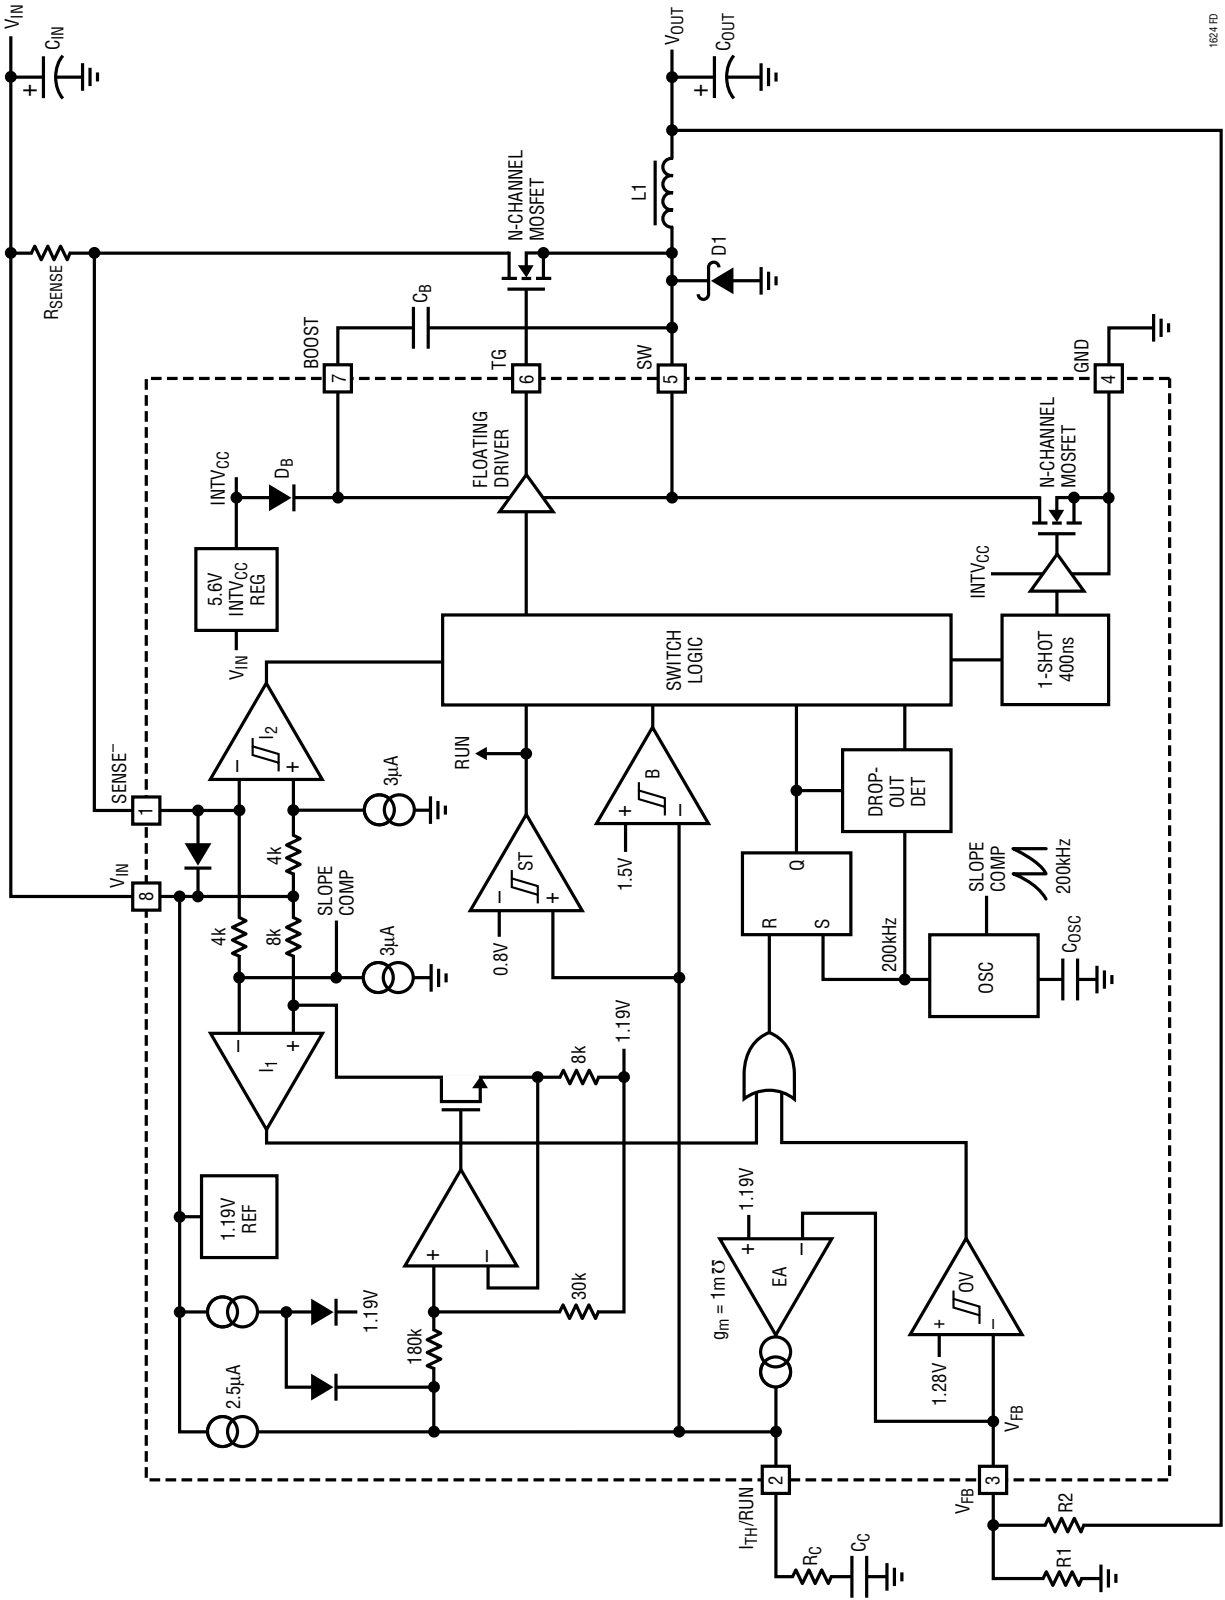 VIN
+
CIN
RSENSE
N-CHANNEL
MOSFET
L1
VOUT
+
COUT
D1
CB
BOOST
7
TG
6
SW
5
GND
4
SENSE–
1
VIN
8
INTVCC
DB
5.6V
INTVCC
REG
VIN
FLOATING
DRIVER
N-CHANNEL
MOSFET
INTVCC
1-SHOT
400ns
SWITCH
LOGIC
–
+
I2
3µA
4k
4k
8k
SLOPE
COMP
3µA
–
+
I1
RUN
–
+
ST
0.8V
+
–
B
1.5V
DROP-
OUT
DET
R
S
Q
200kHz
OSC
SLOPE
COMP
200kHz
COSC
1.19V
8k
30k
180k
+
–
1.19V
REF
1.19V
2.5µA
1.19V
+
–
EA
gm = 1m℧
+
–
OV
1.28V
VFB
ITH/RUN
2
VFB
3
RC
CC
R1
R2
1624 FD